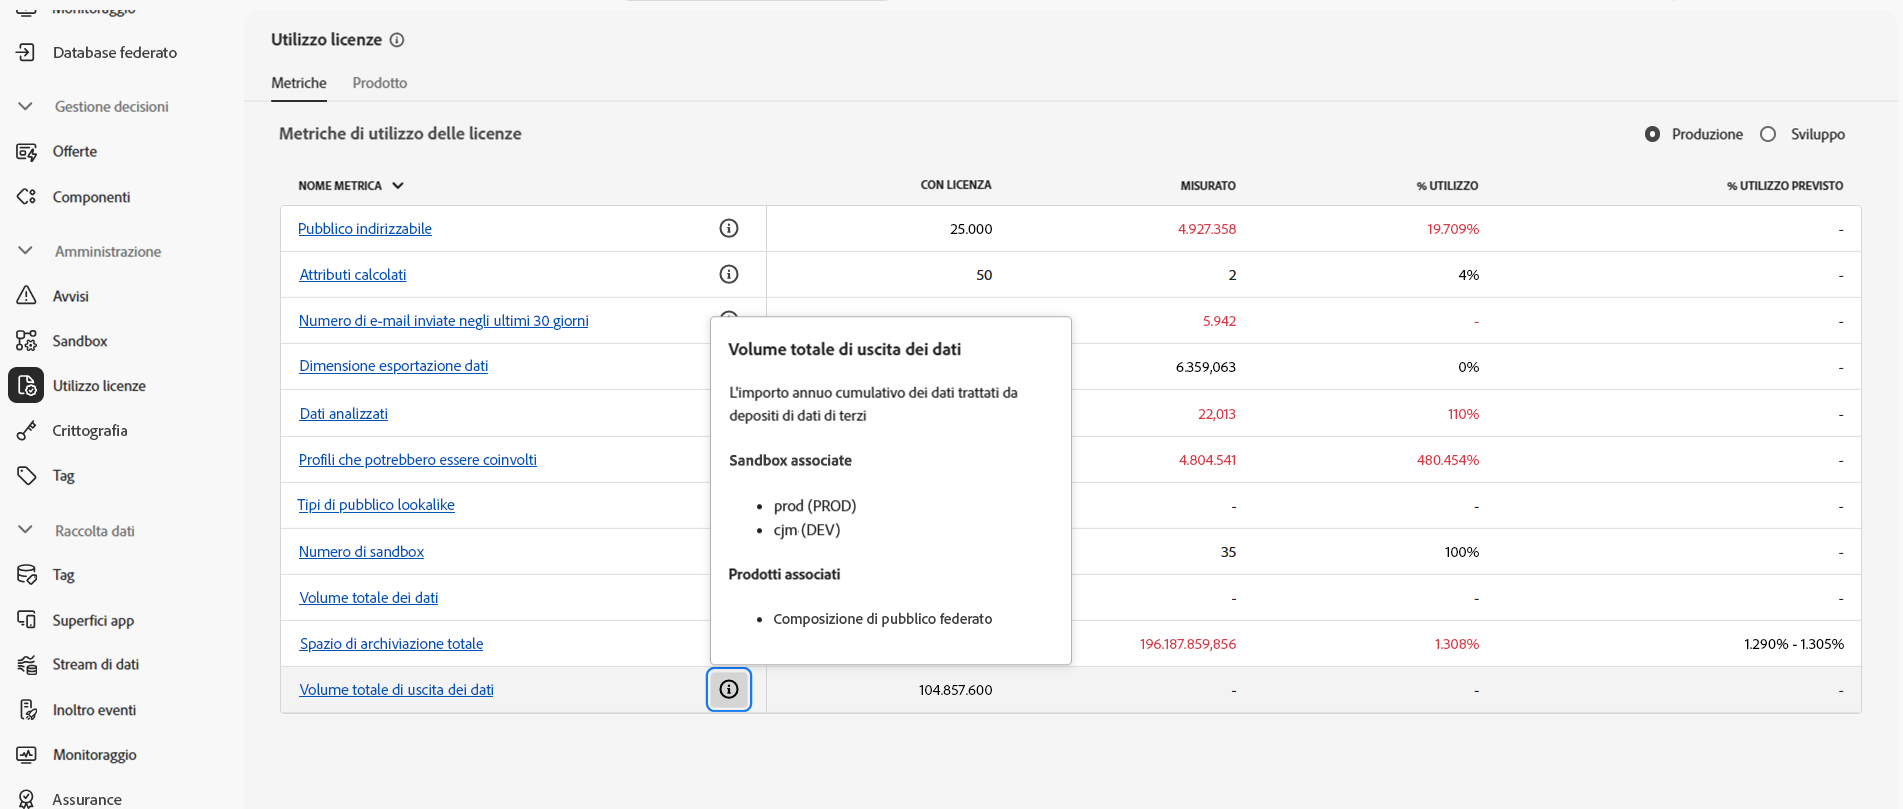 Monitoraggio
Database federato
Gestione decisioni
Offerte
Componenti
Amministrazione
Avvisi
Sandbox
Utilizzo licenze
Crittografia
Tag
Raccolta dati
Tag
Superfici app
Stream di dati
Inoltro eventi
Monitoraggio
Assurance
Utilizzo licenze
Metriche Prodotto
Metriche di utilizzo delle licenze
Produzione Sviluppo
NOME METRICA CON LICENZA MISURATO % UTILIZZO % UTILIZZO PREVISTO
Pubblico indirizzabile 25.000 4.927.358 19.709% -
Attributi calcolati 50 2 4% -
Numero di e-mail inviate negli ultimi 30 giorni 5.942 - -
Dimensione esportazione dati 6.359,063 0% -
Dati analizzati 22,013 110% -
Profili che potrebbero essere coinvolti 4.804.541 480.454% -
Tipi di pubblico lookalike - - -
Numero di sandbox 35 100% -
Volume totale dei dati - - -
Spazio di archiviazione totale 196.187.859,856 1.308% 1.290% - 1.305%
Volume totale di uscita dei dati 104.857.600 - - -
Volume totale di uscita dei dati
L'importo annuo cumulativo dei dati trattati da
depositi di dati di terzi
Sandbox associate
• prod (PROD)
• cjm (DEV)
Prodotti associati
• Composizione di pubblico federato